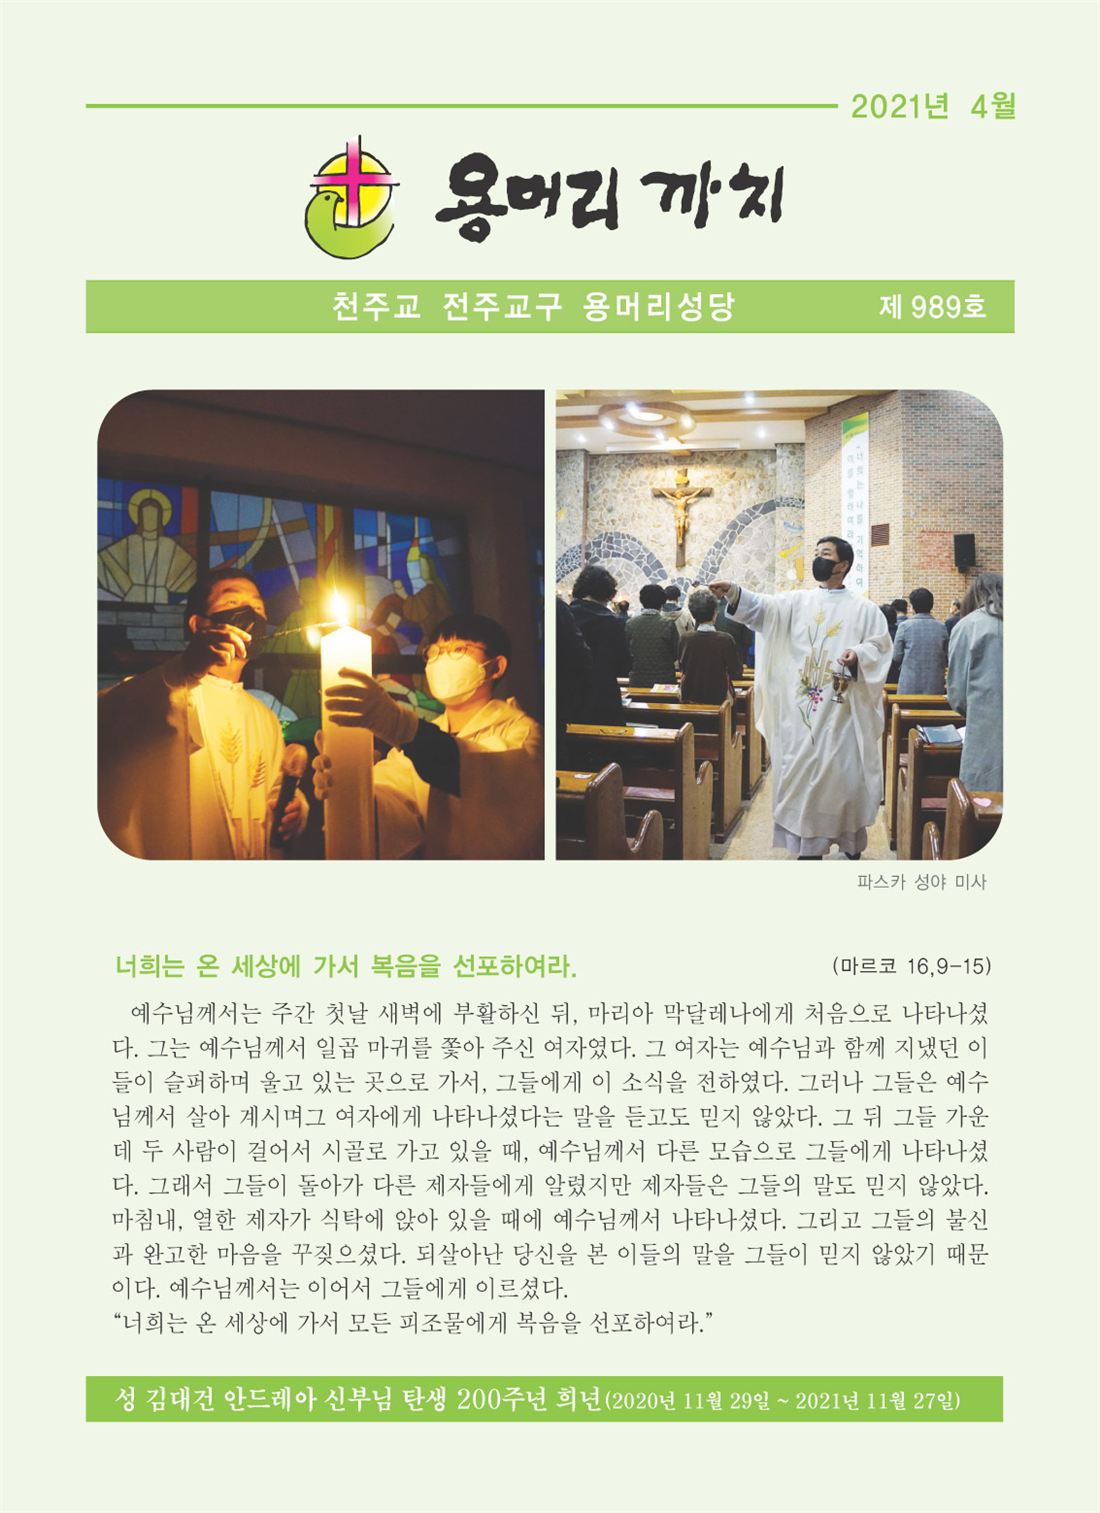 2021년 4월
용머리 까치
천주교 전주교구 용머리성당 제 989호
너희는 나를 기억하여
이를 행하여라
파스카 성야 미사
너희는 온 세상에 가서 복음을 선포하여라. (마르코 16,9-15)
예수님께서는 주간 첫날 새벽에 부활하신 뒤, 마리아 막달레나에게 처음으로 나타나셨
다. 그는 예수님께서 일곱 마귀를 쫓아 주신 여자였다. 그 여자는 예수님과 함께 지냈던 이
들이 슬퍼하며 울고 있는 곳으로 가서, 그들에게 이 소식을 전하였다. 그러나 그들은 예수
님께서 살아 계시며그 여자에게 나타나셨다는 말을 듣고도 믿지 않았다. 그 뒤 그들 가운
데 두 사람이 걸어서 시골로 가고 있을 때, 예수님께서 다른 모습으로 그들에게 나타나셨
다. 그래서 그들이 돌아가 다른 제자들에게 알렸지만 제자들은 그들의 말도 믿지 않았다.
마침내, 열한 제자가 식탁에 앉아 있을 때에 예수님께서 나타나셨다. 그리고 그들의 불신
과 완고한 마음을 꾸짖으셨다. 되살아난 당신을 본 이들의 말을 그들이 믿지 않았기 때문
이다. 예수님께서는 이어서 그들에게 이르셨다.
“너희는 온 세상에 가서 모든 피조물에게 복음을 선포하여라.”
성 김대건 안드레아 신부님 탄생 200주년 희년(2020년 11월 29일 ~ 2021년 11월 27일)